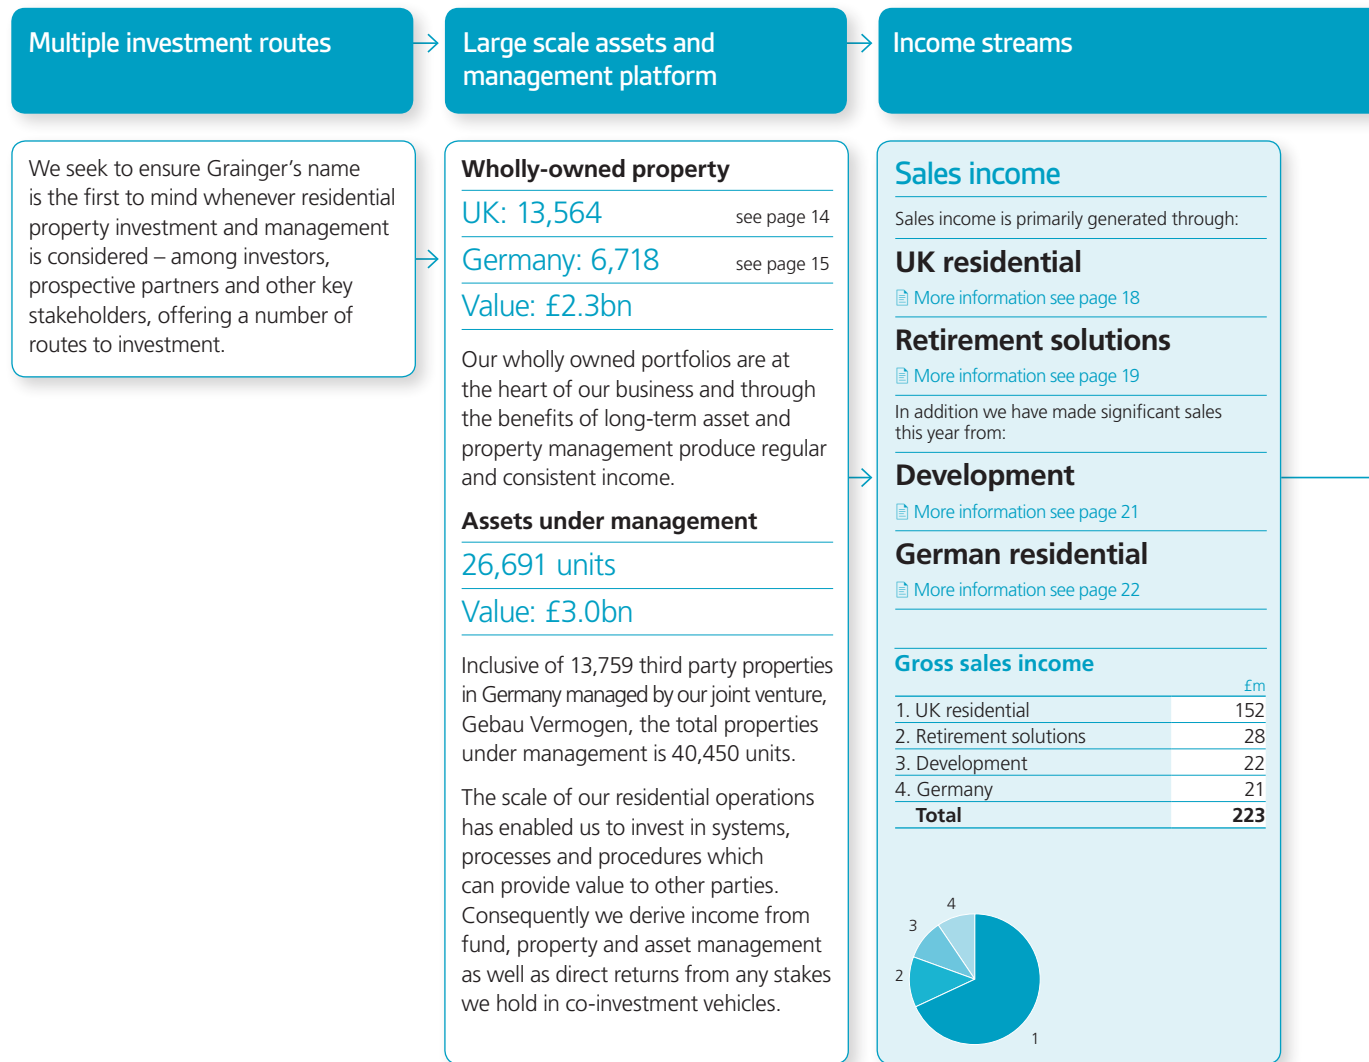 Multiple investment routes
Large scale assets and
management platform
Income streams
We seek to ensure Grainger’s name
is the first to mind whenever residential
property investment and management
is considered – among investors,
prospective partners and other key
stakeholders, offering a number of
routes to investment.
Wholly-owned property
UK: 13,564 see page 14
Germany: 6,718 see page 15
Value: £2.3bn
Our wholly owned portfolios are at
the heart of our business and through
the benefits of long-term asset and
property management produce regular
and consistent income.
Assets under management
26,691 units
Value: £3.0bn
Inclusive of 13,759 third party properties
in Germany managed by our joint venture,
Gebau Vermogen, the total properties
under management is 40,450 units.
The scale of our residential operations
has enabled us to invest in systems,
processes and procedures which
can provide value to other parties.
Consequently we derive income from
fund, property and asset management
as well as direct returns from any stakes
we hold in co-investment vehicles.
Sales income
Sales income is primarily generated through:
UK residential
More information see page 18
Retirement solutions
More information see page 19
In addition we have made significant sales
this year from:
Development
More information see page 21
German residential
More information see page 22
Gross sales income
£m
1. UK residential 152
2. Retirement solutions 28
3. Development 22
4. Germany 21
Total 223
4
3
2
1